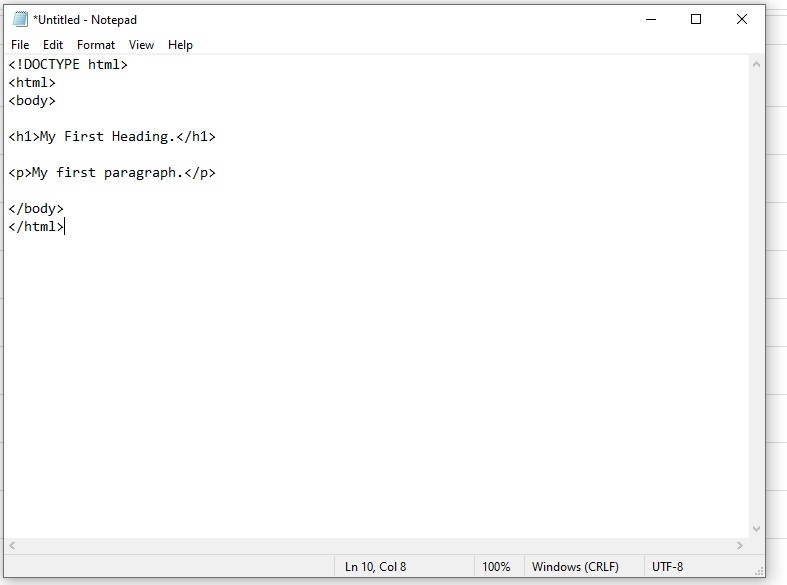 *Untitled - Notepad
File Edit Format View Help
<!DOCTYPE html>
<html>
<body>
<h1>My First Heading.</h1>
<p>My first paragraph.</p>
</body>
</html>
Ln 10, Col 8 100% Windows (CRLF) UTF-8